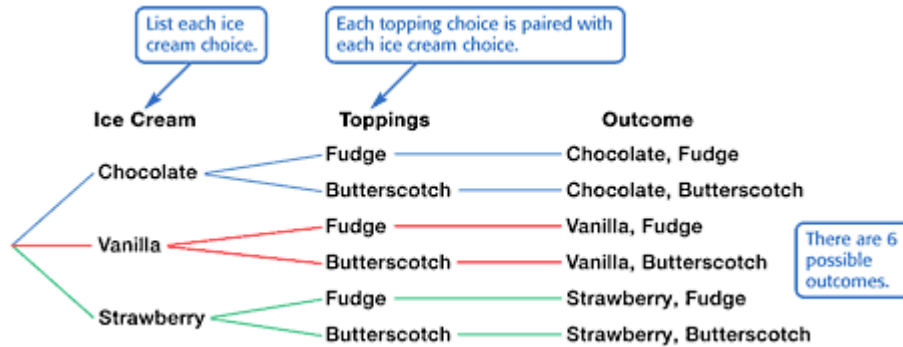 List each ice
cream choice.
Each topping choice is paired with
each ice cream choice.
Ice Cream Toppings Outcome
Fudge Chocolate, Fudge
Chocolate
Butterscotch Chocolate, Butterscotch
Fudge Vanilla, Fudge
Vanilla
Butterscotch Vanilla, Butterscotch
There are 6
possible
outcomes.
Fudge Strawberry, Fudge
Strawberry
Butterscotch Strawberry, Butterscotch